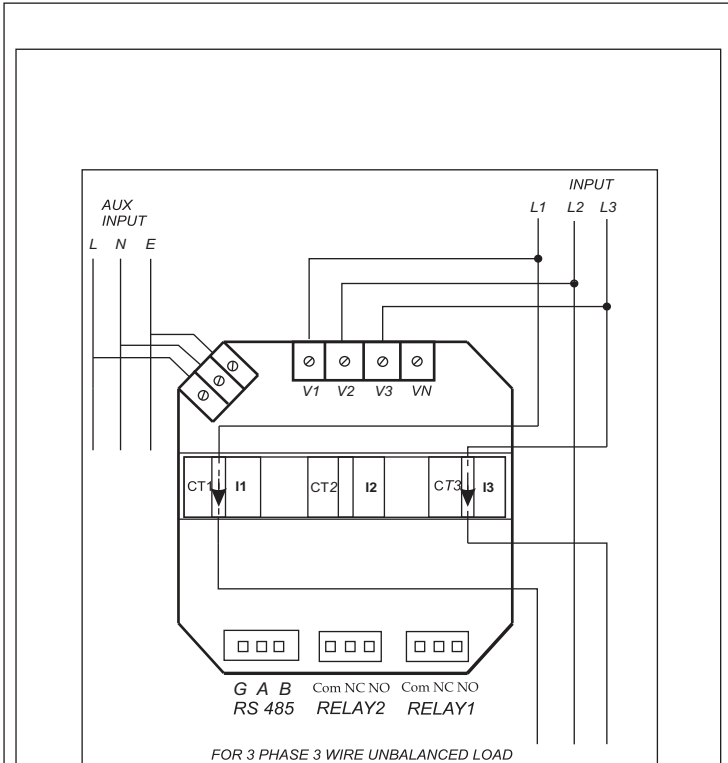 INPUT
AUX
INPUT
L1 L2 L3
L N E
V1 V2 V3 VN
CT1 I1 CT2 I2 CT3 I3
G A B Com NC NO Com NC NO
RS 485 RELAY2 RELAY1
FOR 3 PHASE 3 WIRE UNBALANCED LOAD